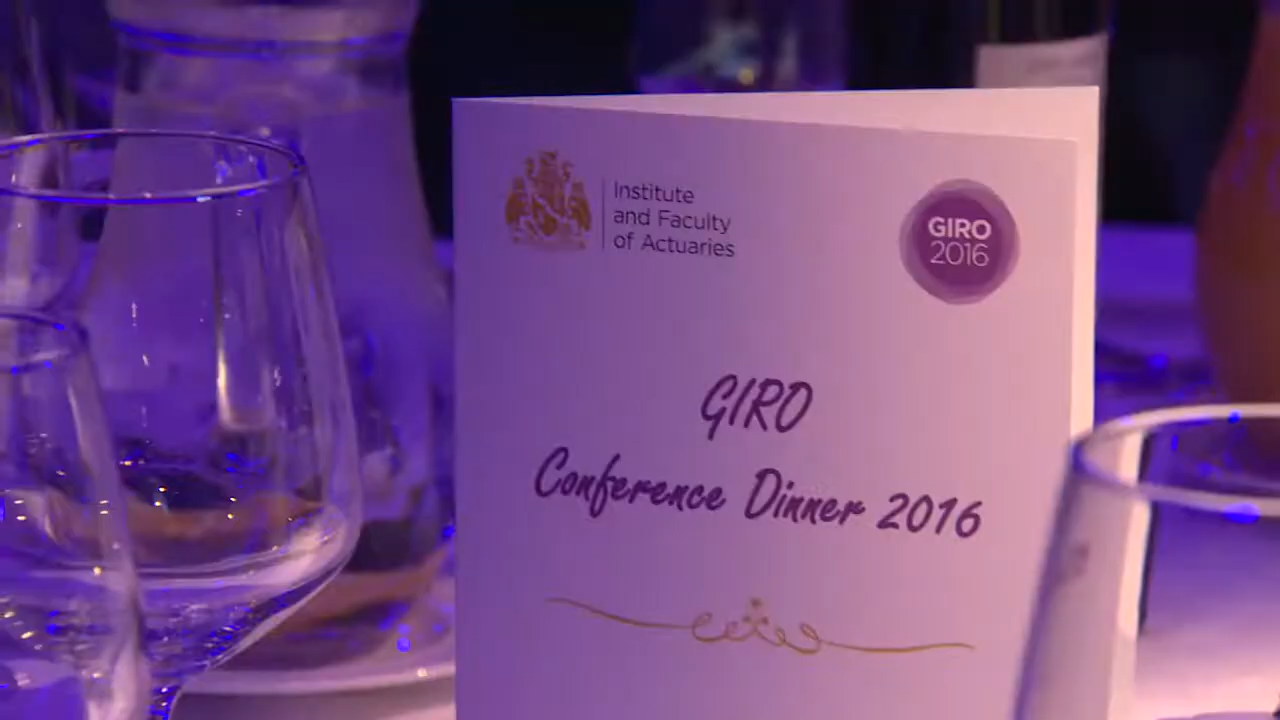 Institute
and Faculty
of Actuaries
GIRO
2016
GIRO
Conference Dinner 2016